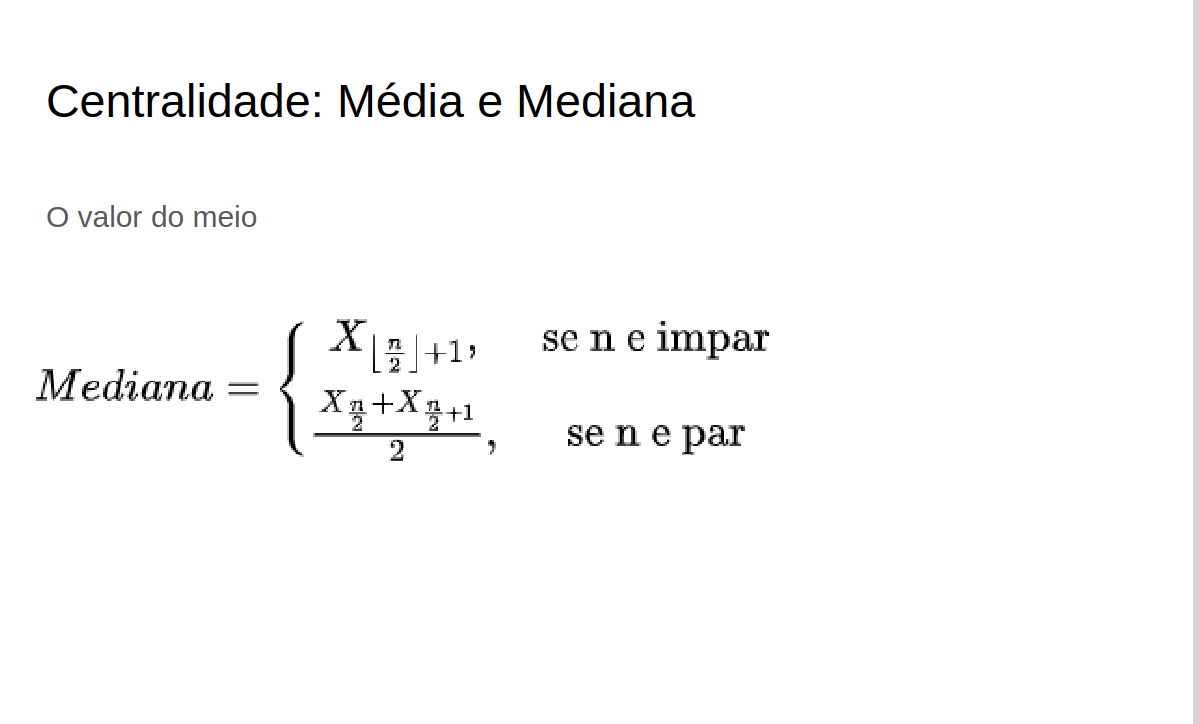 Centralidade: Média e Mediana
O valor do meio
Mediana = { X_{⌊n/2⌋+1}, se n e impar
(X_{n/2}+X_{n/2+1})/2, se n e par